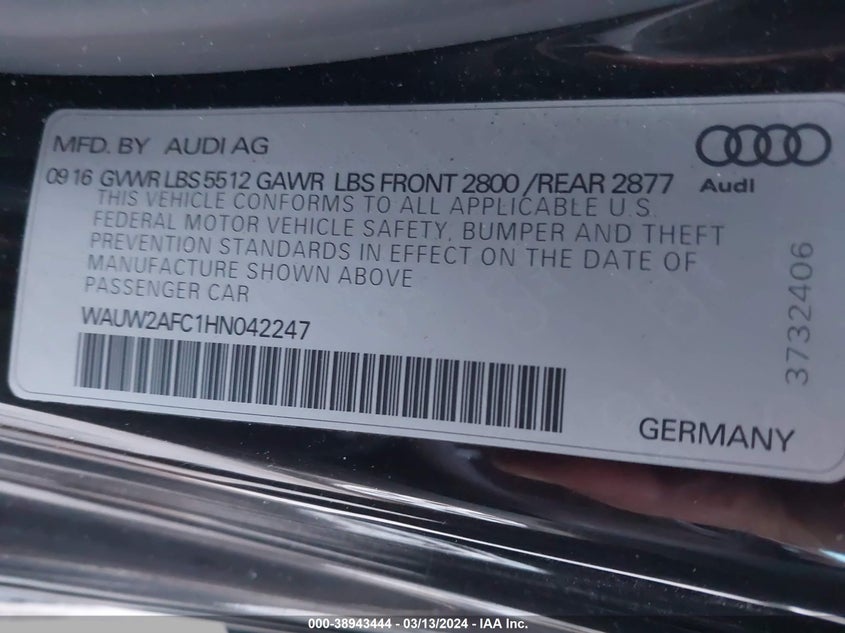 MFD. BY AUDI AG
09 16 GVWR LBS 5512 GAWR LBS FRONT 2800 /REAR 2877
Audi
THIS VEHICLE CONFORMS TO ALL APPLICABLE U.S.
FEDERAL MOTOR VEHICLE SAFETY, BUMPER AND THEFT
PREVENTION STANDARDS IN EFFECT ON THE DATE OF
MANUFACTURE SHOWN ABOVE
PASSENGER CAR
WAUW2AFC1HN042247
3732406
GERMANY
000-38943444 - 03/13/2024 - IAA Inc.